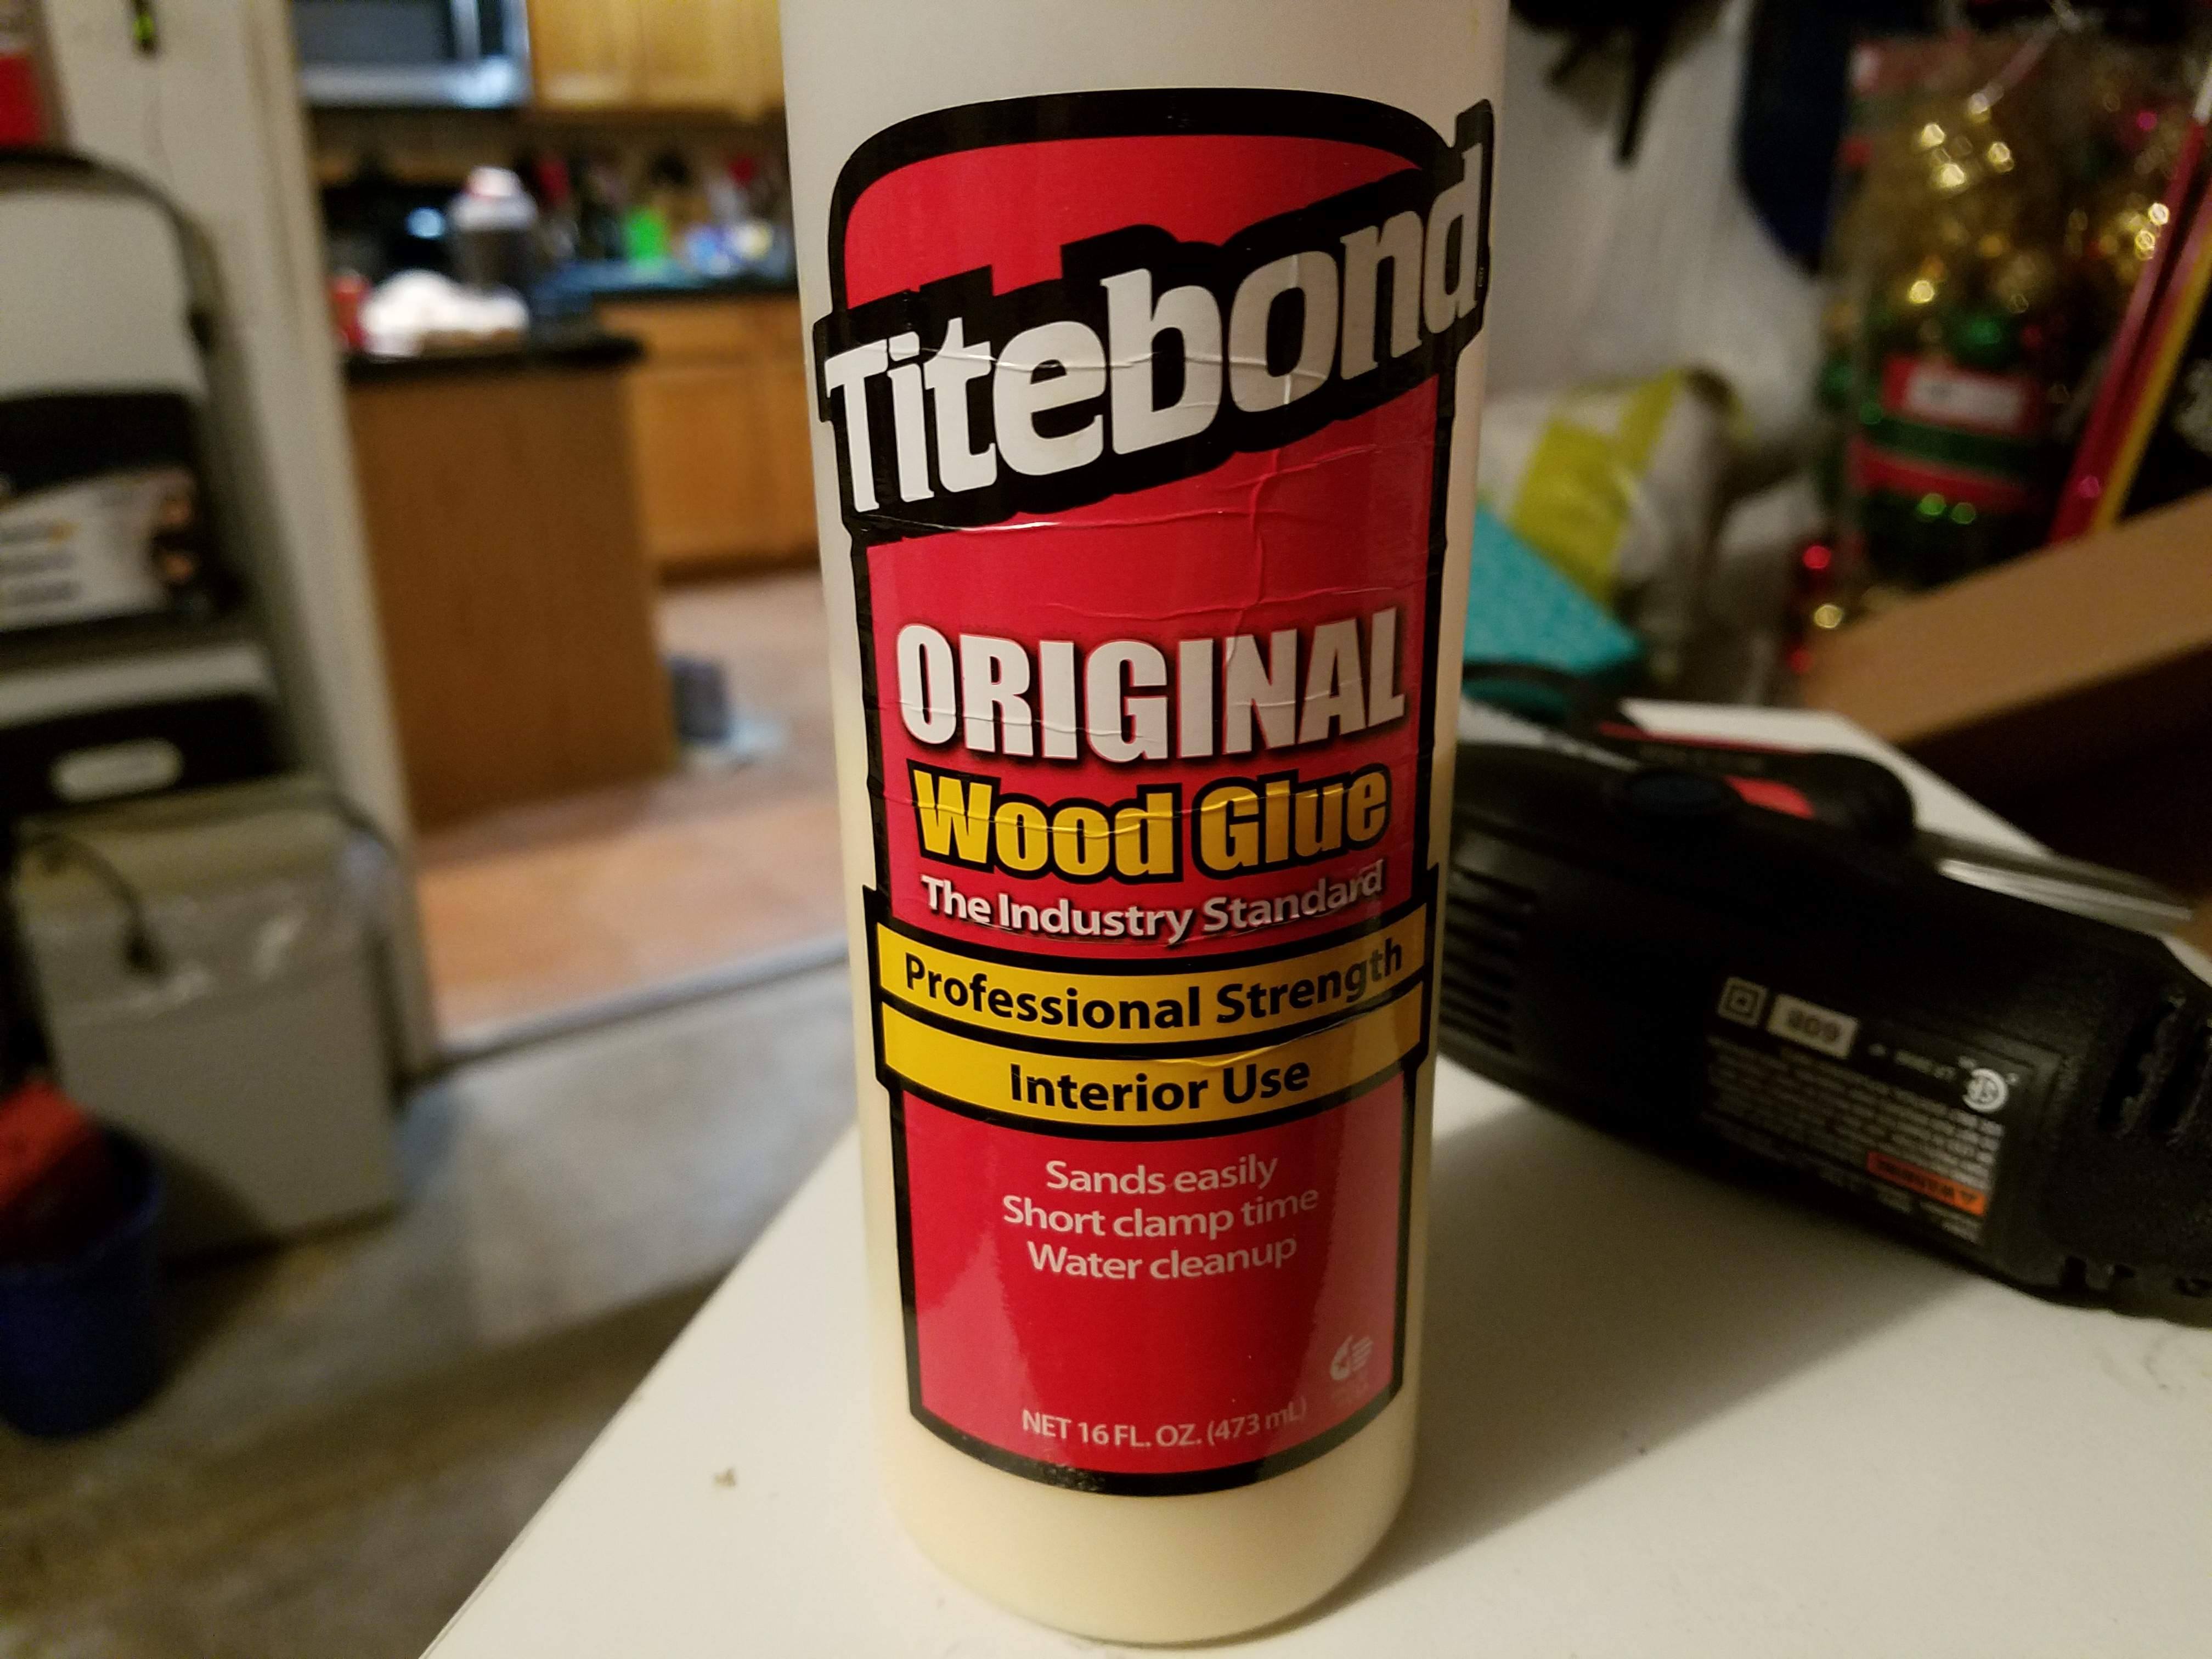 Titebond
ORIGINAL
Wood Glue
The Industry Standard
Professional Strength
Interior Use
Sands easily
Short clamp time
Water cleanup
NET 16 FL. OZ. (473 mL)